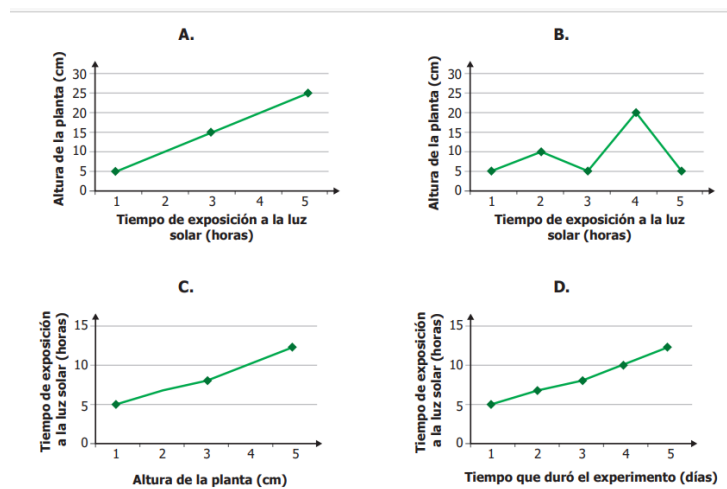 A.
Altura de la planta (cm)
30
25
20
15
10
5
0
1 2 3 4 5
Tiempo de exposición a la luz
solar (horas)
B.
Altura de la planta (cm)
30
25
20
15
10
5
0
1 2 3 4 5
Tiempo de exposición a la luz
solar (horas)
C.
Tiempo de exposición
a la luz solar (horas)
15
10
5
0
1 2 3 4 5
Altura de la planta (cm)
D.
Tiempo de exposición
a la luz solar (horas)
15
10
5
0
1 2 3 4 5
Tiempo que duró el experimento (días)